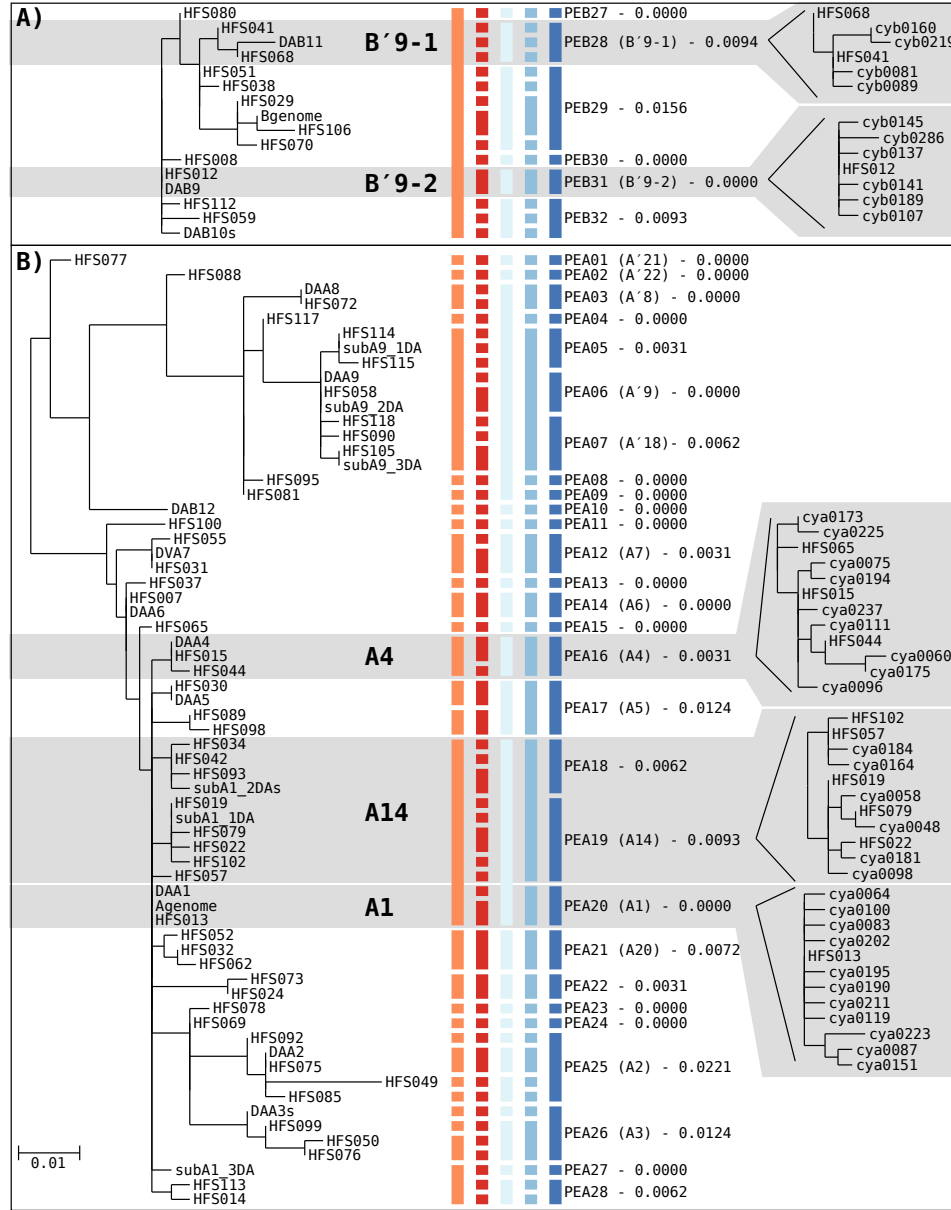 A)
HFS080
HFS041
DAB11
HFS068
HFS051
HFS038
HFS029
Bgenome
HFS106
HFS070
HFS008
HFS012
DAB9
HFS112
HFS059
DAB10s
B′9-1
B′9-2
PEB27 - 0.0000
PEB28 (B′9-1) - 0.0094
PEB29 - 0.0156
PEB30 - 0.0000
PEB31 (B′9-2) - 0.0000
PEB32 - 0.0093
HFS068
cyb0160
cyb0219
HFS041
cyb0081
cyb0089
cyb0145
cyb0286
cyb0137
HFS012
cyb0141
cyb0189
cyb0107
B)
HFS077
HFS088
DAA8
HFS072
HFS117
HFS114
subA9_1DA
HFS115
DAA9
HFS058
subA9_2DA
HFS118
HFS090
HFS105
subA9_3DA
HFS095
HFS081
DAB12
HFS100
HFS055
DVA7
HFS031
HFS037
HFS007
DAA6
HFS065
DAA4
HFS015
HFS044
HFS030
DAA5
HFS089
HFS098
HFS034
HFS042
HFS093
subA1_2DAs
HFS019
subA1_1DA
HFS079
HFS022
HFS102
HFS057
DAA1
Agenome
HFS013
HFS052
HFS032
HFS062
HFS073
HFS024
HFS078
HFS069
HFS092
DAA2
HFS075
HFS049
HFS085
DAA3s
HFS099
HFS050
HFS076
subA1_3DA
HFS113
HFS014
0.01
A4
A14
A1
PEA01 (A′21) - 0.0000
PEA02 (A′22) - 0.0000
PEA03 (A′8) - 0.0000
PEA04 - 0.0000
PEA05 - 0.0031
PEA06 (A′9) - 0.0000
PEA07 (A′18)- 0.0062
PEA08 - 0.0000
PEA09 - 0.0000
PEA10 - 0.0000
PEA11 - 0.0000
PEA12 (A7) - 0.0031
PEA13 - 0.0000
PEA14 (A6) - 0.0000
PEA15 - 0.0000
PEA16 (A4) - 0.0031
PEA17 (A5) - 0.0124
PEA18 - 0.0062
PEA19 (A14) - 0.0093
PEA20 (A1) - 0.0000
PEA21 (A20) - 0.0072
PEA22 - 0.0031
PEA23 - 0.0000
PEA24 - 0.0000
PEA25 (A2) - 0.0221
PEA26 (A3) - 0.0124
PEA27 - 0.0000
PEA28 - 0.0062
cya0173
cya0225
HFS065
cya0075
cya0194
HFS015
cya0237
cya0111
HFS044
cya0060
cya0175
cya0096
HFS102
HFS057
cya0184
cya0164
HFS019
cya0058
HFS079
cya0048
HFS022
cya0181
cya0098
cya0064
cya0100
cya0083
cya0202
HFS013
cya0195
cya0190
cya0211
cya0119
cya0223
cya0087
cya0151